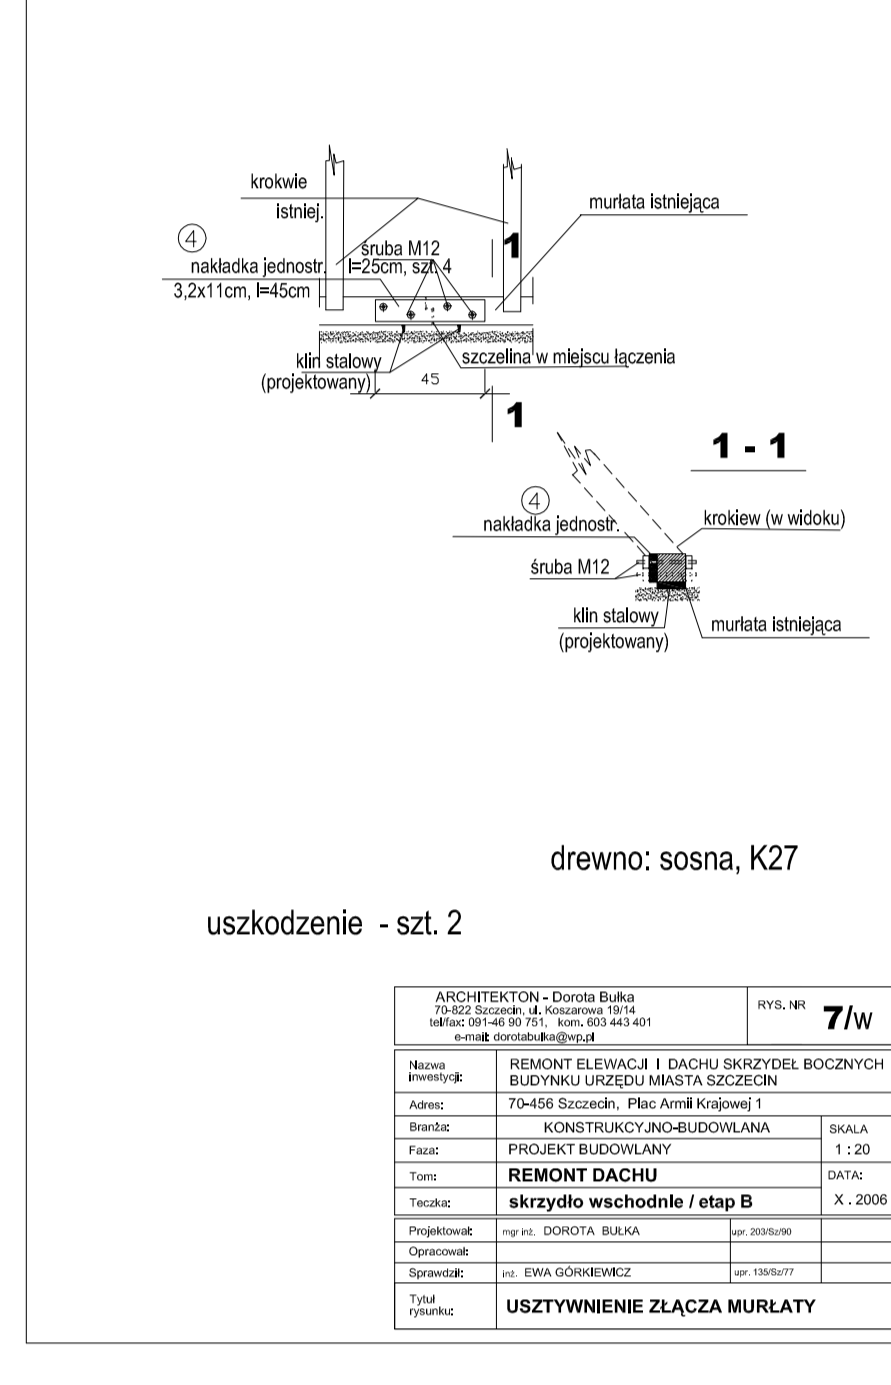 krokwie
istniej.
murłata istniejąca
4
śruba M12
l=25cm, szt. 4
nakładka jednostr.
3,2x11cm, l=45cm
1
klin stalowy
(projektowany)
szczelina w miejscu łączenia
45
1
1 - 1
4
nakładka jednostr.
krokiew (w widoku)
śruba M12
klin stalowy
(projektowany)
murłata istniejąca
drewno: sosna, K27
uszkodzenie - szt. 2
ARCHITEKTON - Dorota Bułka
70-822 Szczecin, ul. Koszarowa 19/14
tel/fax: 091-46 90 751, kom. 603 443 401
e-mail: dorotabulka@wp.pl
RYS. NR 7/W
Nazwa inwestycji:
REMONT ELEWACJI I DACHU SKRZYDEŁ BOCZNYCH
BUDYNKU URZĘDU MIASTA SZCZECIN
Adres: 70-456 Szczecin, Plac Armii Krajowej 1
Branża: KONSTRUKCYJNO-BUDOWLANA
SKALA
Faza: PROJEKT BUDOWLANY
1 : 20
Tom: REMONT DACHU
DATA:
Teczka: skrzydło wschodnie / etap B
X . 2006
Projektował: mgr inż. DOROTA BUŁKA upr. 203/Sz/90
Opracował:
Sprawdził: inż. EWA GÓRKIEWICZ upr. 135/Sz/77
Tytuł rysunku:
USZTYWNIENIE ZŁĄCZA MURŁATY